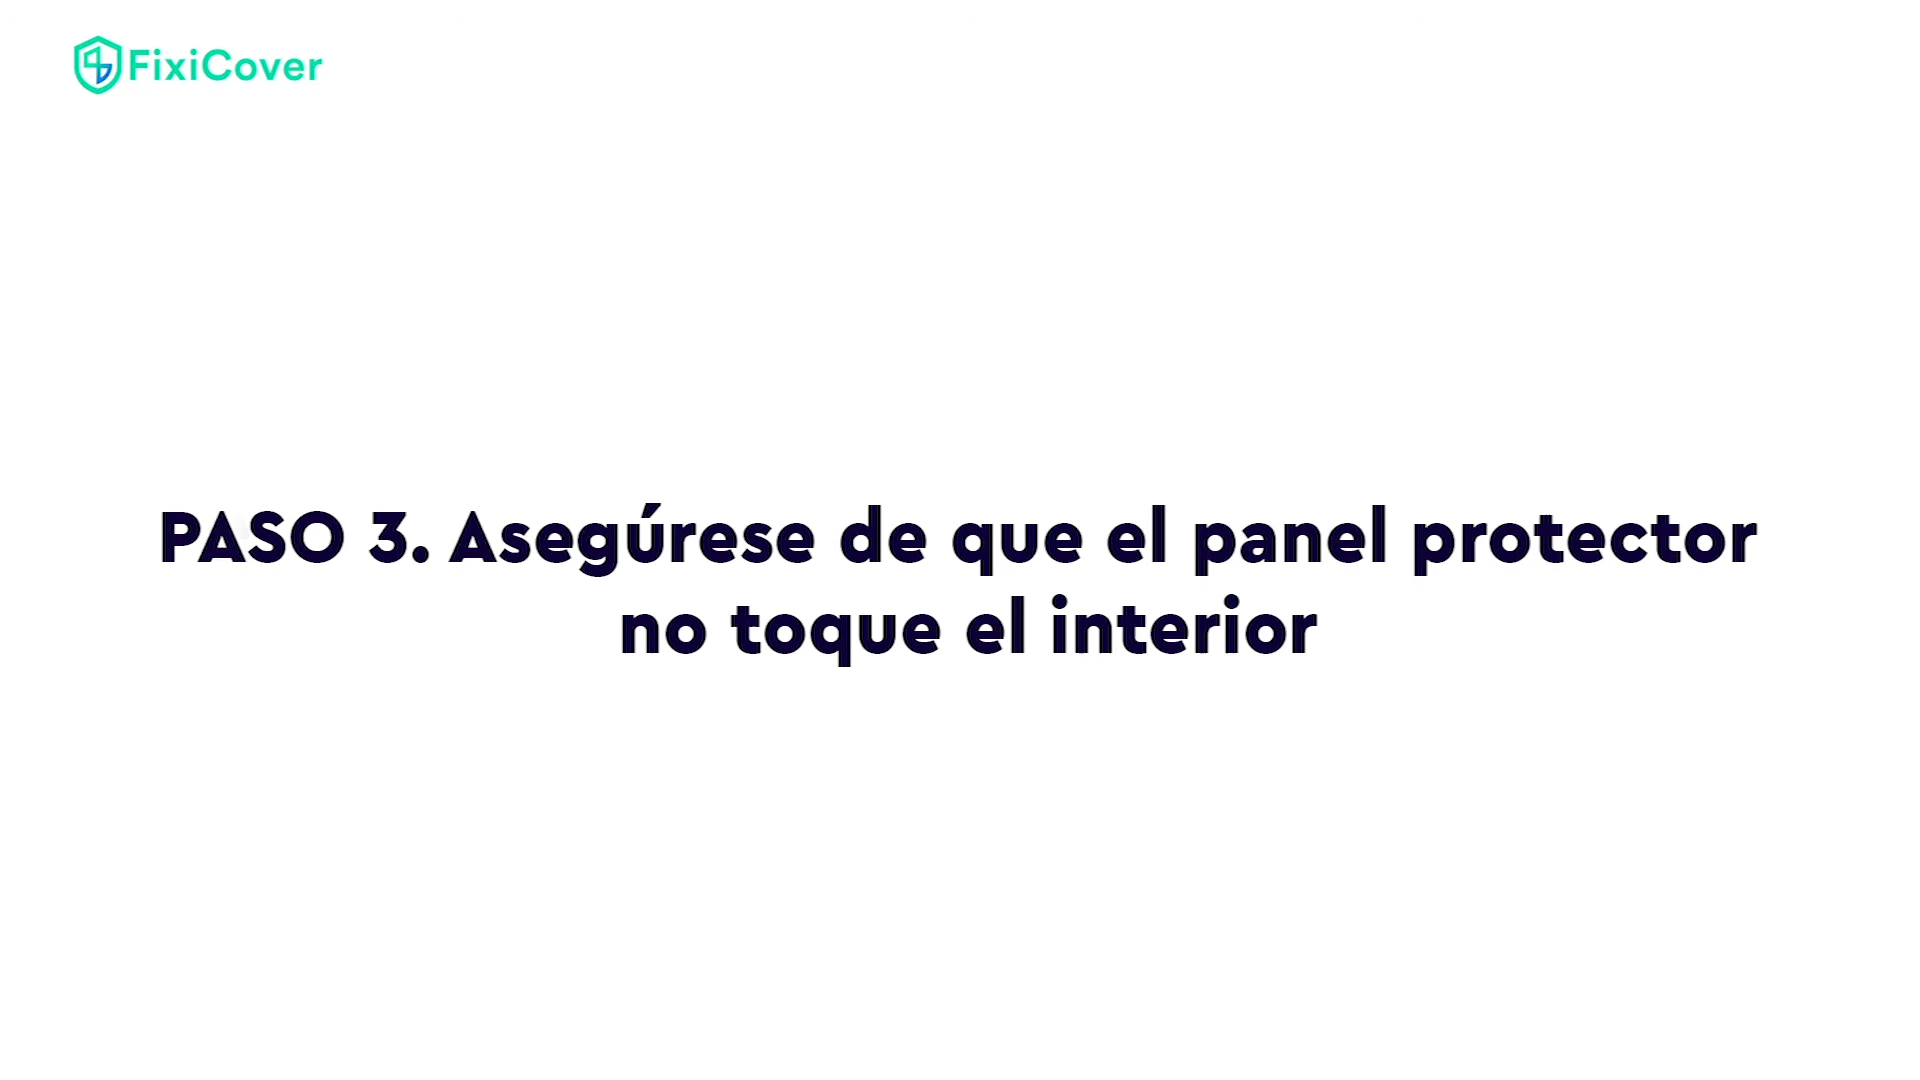 FixiCover
PASO 3. Asegúrese de que el panel protector
no toque el interior